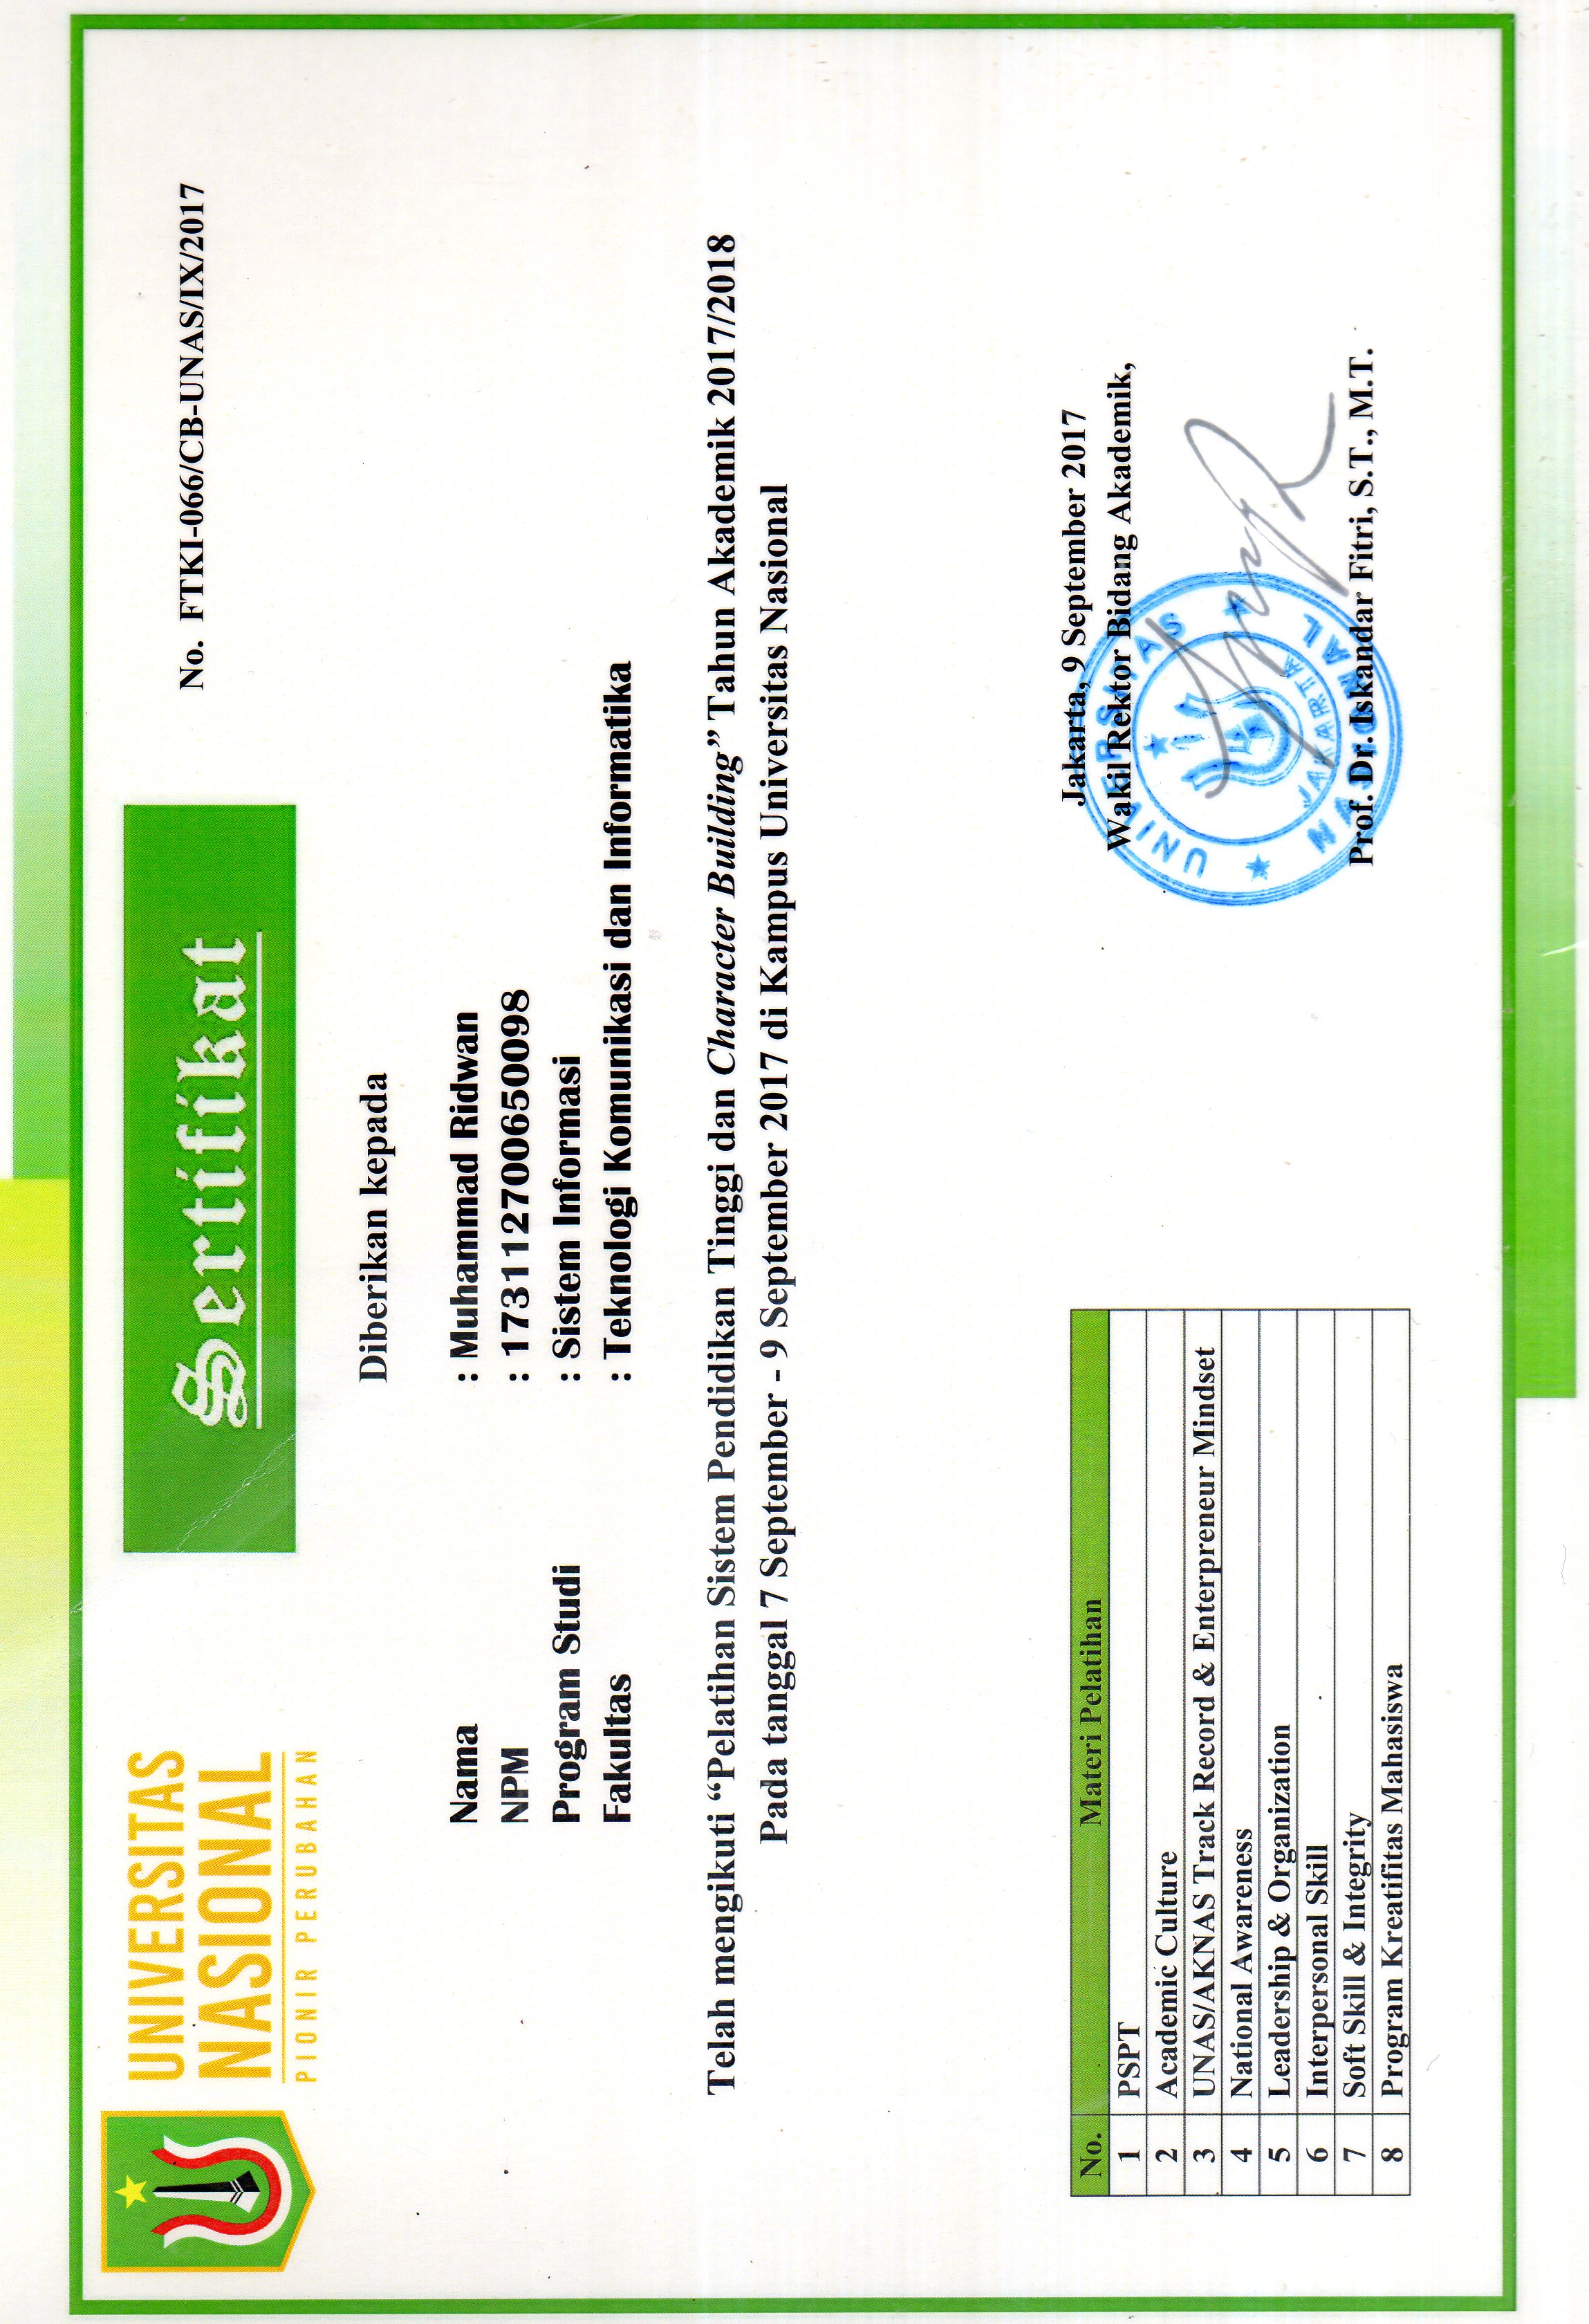 UNIVERSITAS
NASIONAL
PIONIR PERUBAHAN
Sertifikat
No. FTKI-066/CB-UNAS/IX/2017
Diberikan kepada
Nama : Muhammad Ridwan
NPM : 173112700650098
Program Studi : Sistem Informasi
Fakultas : Teknologi Komunikasi dan Informatika
Telah mengikuti “Pelatihan Sistem Pendidikan Tinggi dan Character Building” Tahun Akademik 2017/2018
Pada tanggal 7 September - 9 September 2017 di Kampus Universitas Nasional
No. Materi Pelatihan
1 PSPT
2 Academic Culture
3 UNAS/AKNAS Track Record & Enterpreneur Mindset
4 National Awareness
5 Leadership & Organization
6 Interpersonal Skill
7 Soft Skill & Integrity
8 Program Kreatifitas Mahasiswa
Jakarta, 9 September 2017
Wakil Rektor Bidang Akademik,
UNIVERSITAS
JAKARTA
NASIONAL
Prof. Dr. Iskandar Fitri, S.T., M.T.